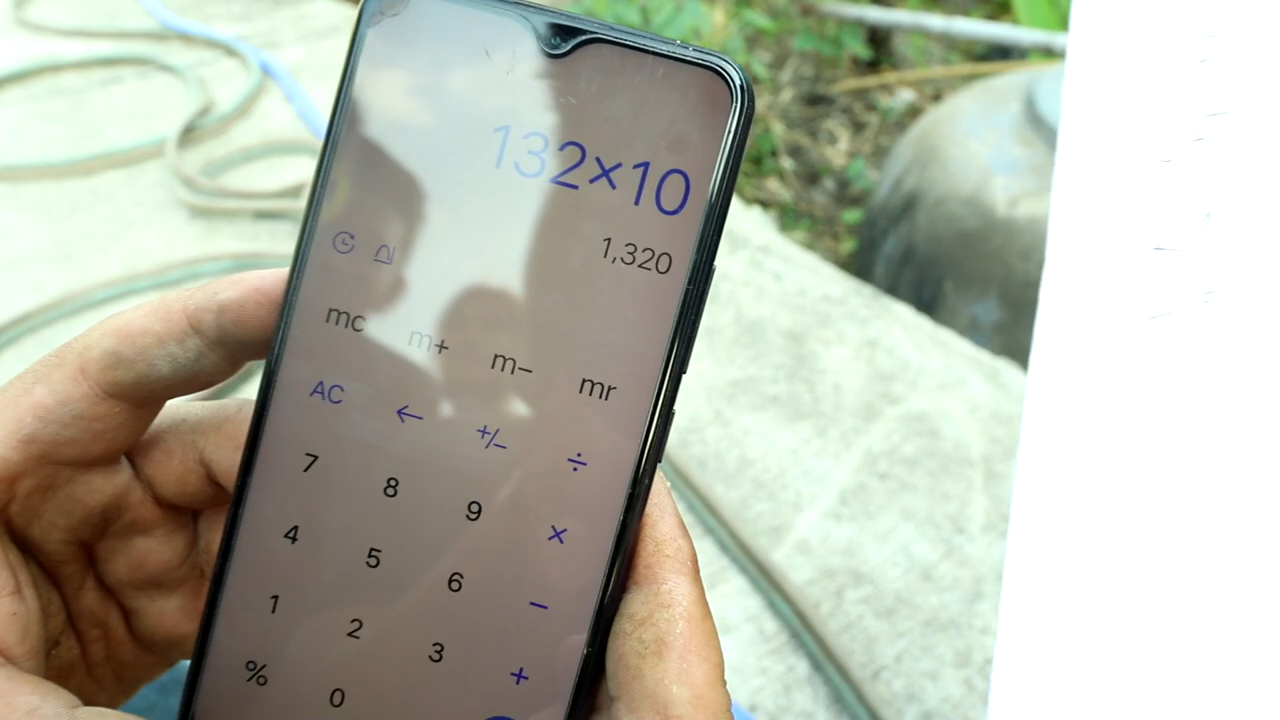 132×10
1,320
mc m+ m− mr
AC ← +/− ÷
7 8 9 ×
4 5 6 −
1 2 3 +
% 0